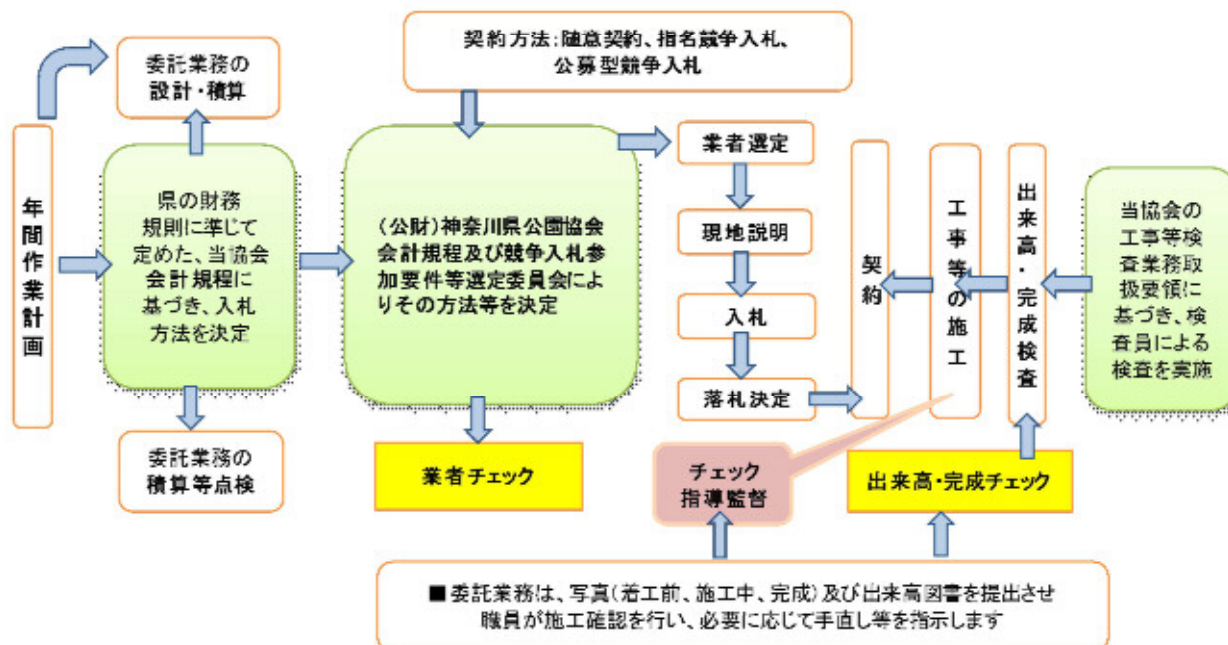 契約方法：随意契約、指名競争入札、
公募型競争入札
委託業務の
設計・積算
年間作業計画
県の財務
規則に準じて
定めた、当協会
会計規程に
基づき、入札
方法を決定
委託業務の
積算等点検
（公財）神奈川県公園協会
会計規程及び競争入札参
加要件等選定委員会によ
りその方法等を決定
業者チェック
業者選定
現地説明
入札
落札決定
契約
工事等の施工
出来高・完成検査
当協会の
工事等検
査業務取
扱要領に
基づき、検
査員による
検査を実施
チェック
指導監督
出来高・完成チェック
■委託業務は、写真（着工前、施工中、完成）及び出来高図書を提出させ
職員が施工確認を行い、必要に応じて手直し等を指示します